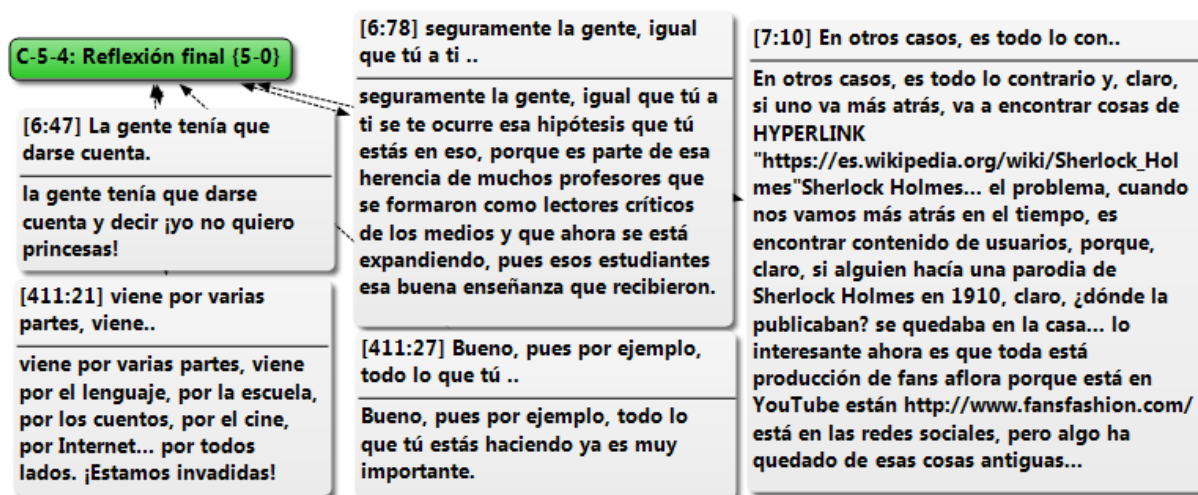 C-5-4: Reflexión final {5-0}
[6:47] La gente tenía que
darse cuenta.
la gente tenía que darse
cuenta y decir ¡yo no quiero
princesas!
[411:21] viene por varias
partes, viene..
viene por varias partes, viene
por el lenguaje, por la escuela,
por los cuentos, por el cine,
por Internet... por todos
lados. ¡Estamos invadidas!
[6:78] seguramente la gente, igual
que tú a ti ..
seguramente la gente, igual que tú a
ti se te ocurre esa hipótesis que tú
estás en eso, porque es parte de esa
herencia de muchos profesores que
se formaron como lectores críticos
de los medios y que ahora se está
expandiendo, pues esos estudiantes
esa buena enseñanza que recibieron.
[411:27] Bueno, pues por ejemplo,
todo lo que tú ..
Bueno, pues por ejemplo, todo lo
que tú estás haciendo ya es muy
importante.
[7:10] En otros casos, es todo lo con..
En otros casos, es todo lo contrario y, claro,
si uno va más atrás, va a encontrar cosas de
HYPERLINK
"https://es.wikipedia.org/wiki/Sherlock_Hol
mes"Sherlock Holmes... el problema, cuando
nos vamos más atrás en el tiempo, es
encontrar contenido de usuarios, porque,
claro, si alguien hacía una parodia de
Sherlock Holmes en 1910, claro, ¿dónde la
publicaban? se quedaba en la casa... lo
interesante ahora es que toda está
producción de fans aflora porque está en
YouTube están http://www.fansfashion.com/
está en las redes sociales, pero algo ha
quedado de esas cosas antiguas...